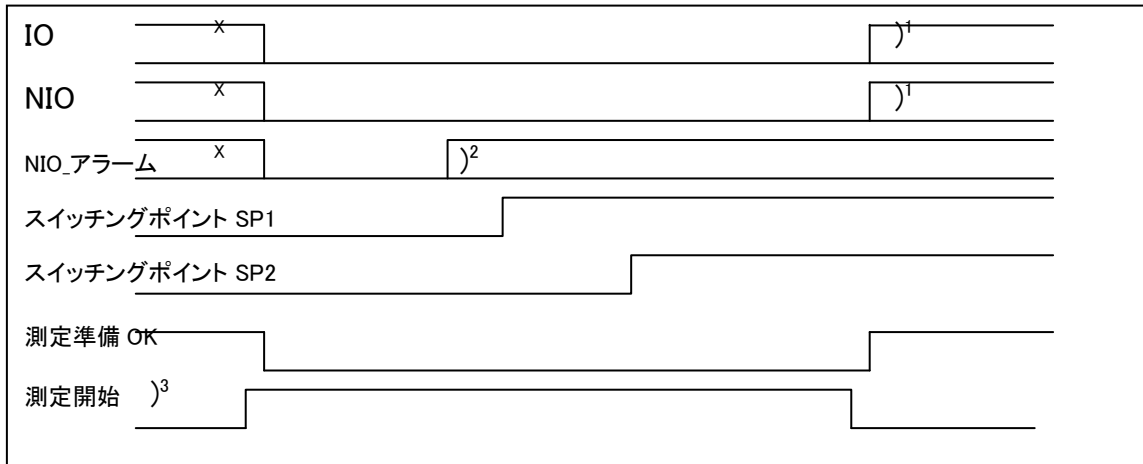 IO X )¹
NIO X )¹
NIO_アラーム X )²
スイッチングポイント SP1
スイッチングポイント SP2
測定準備 OK
測定開始 )³